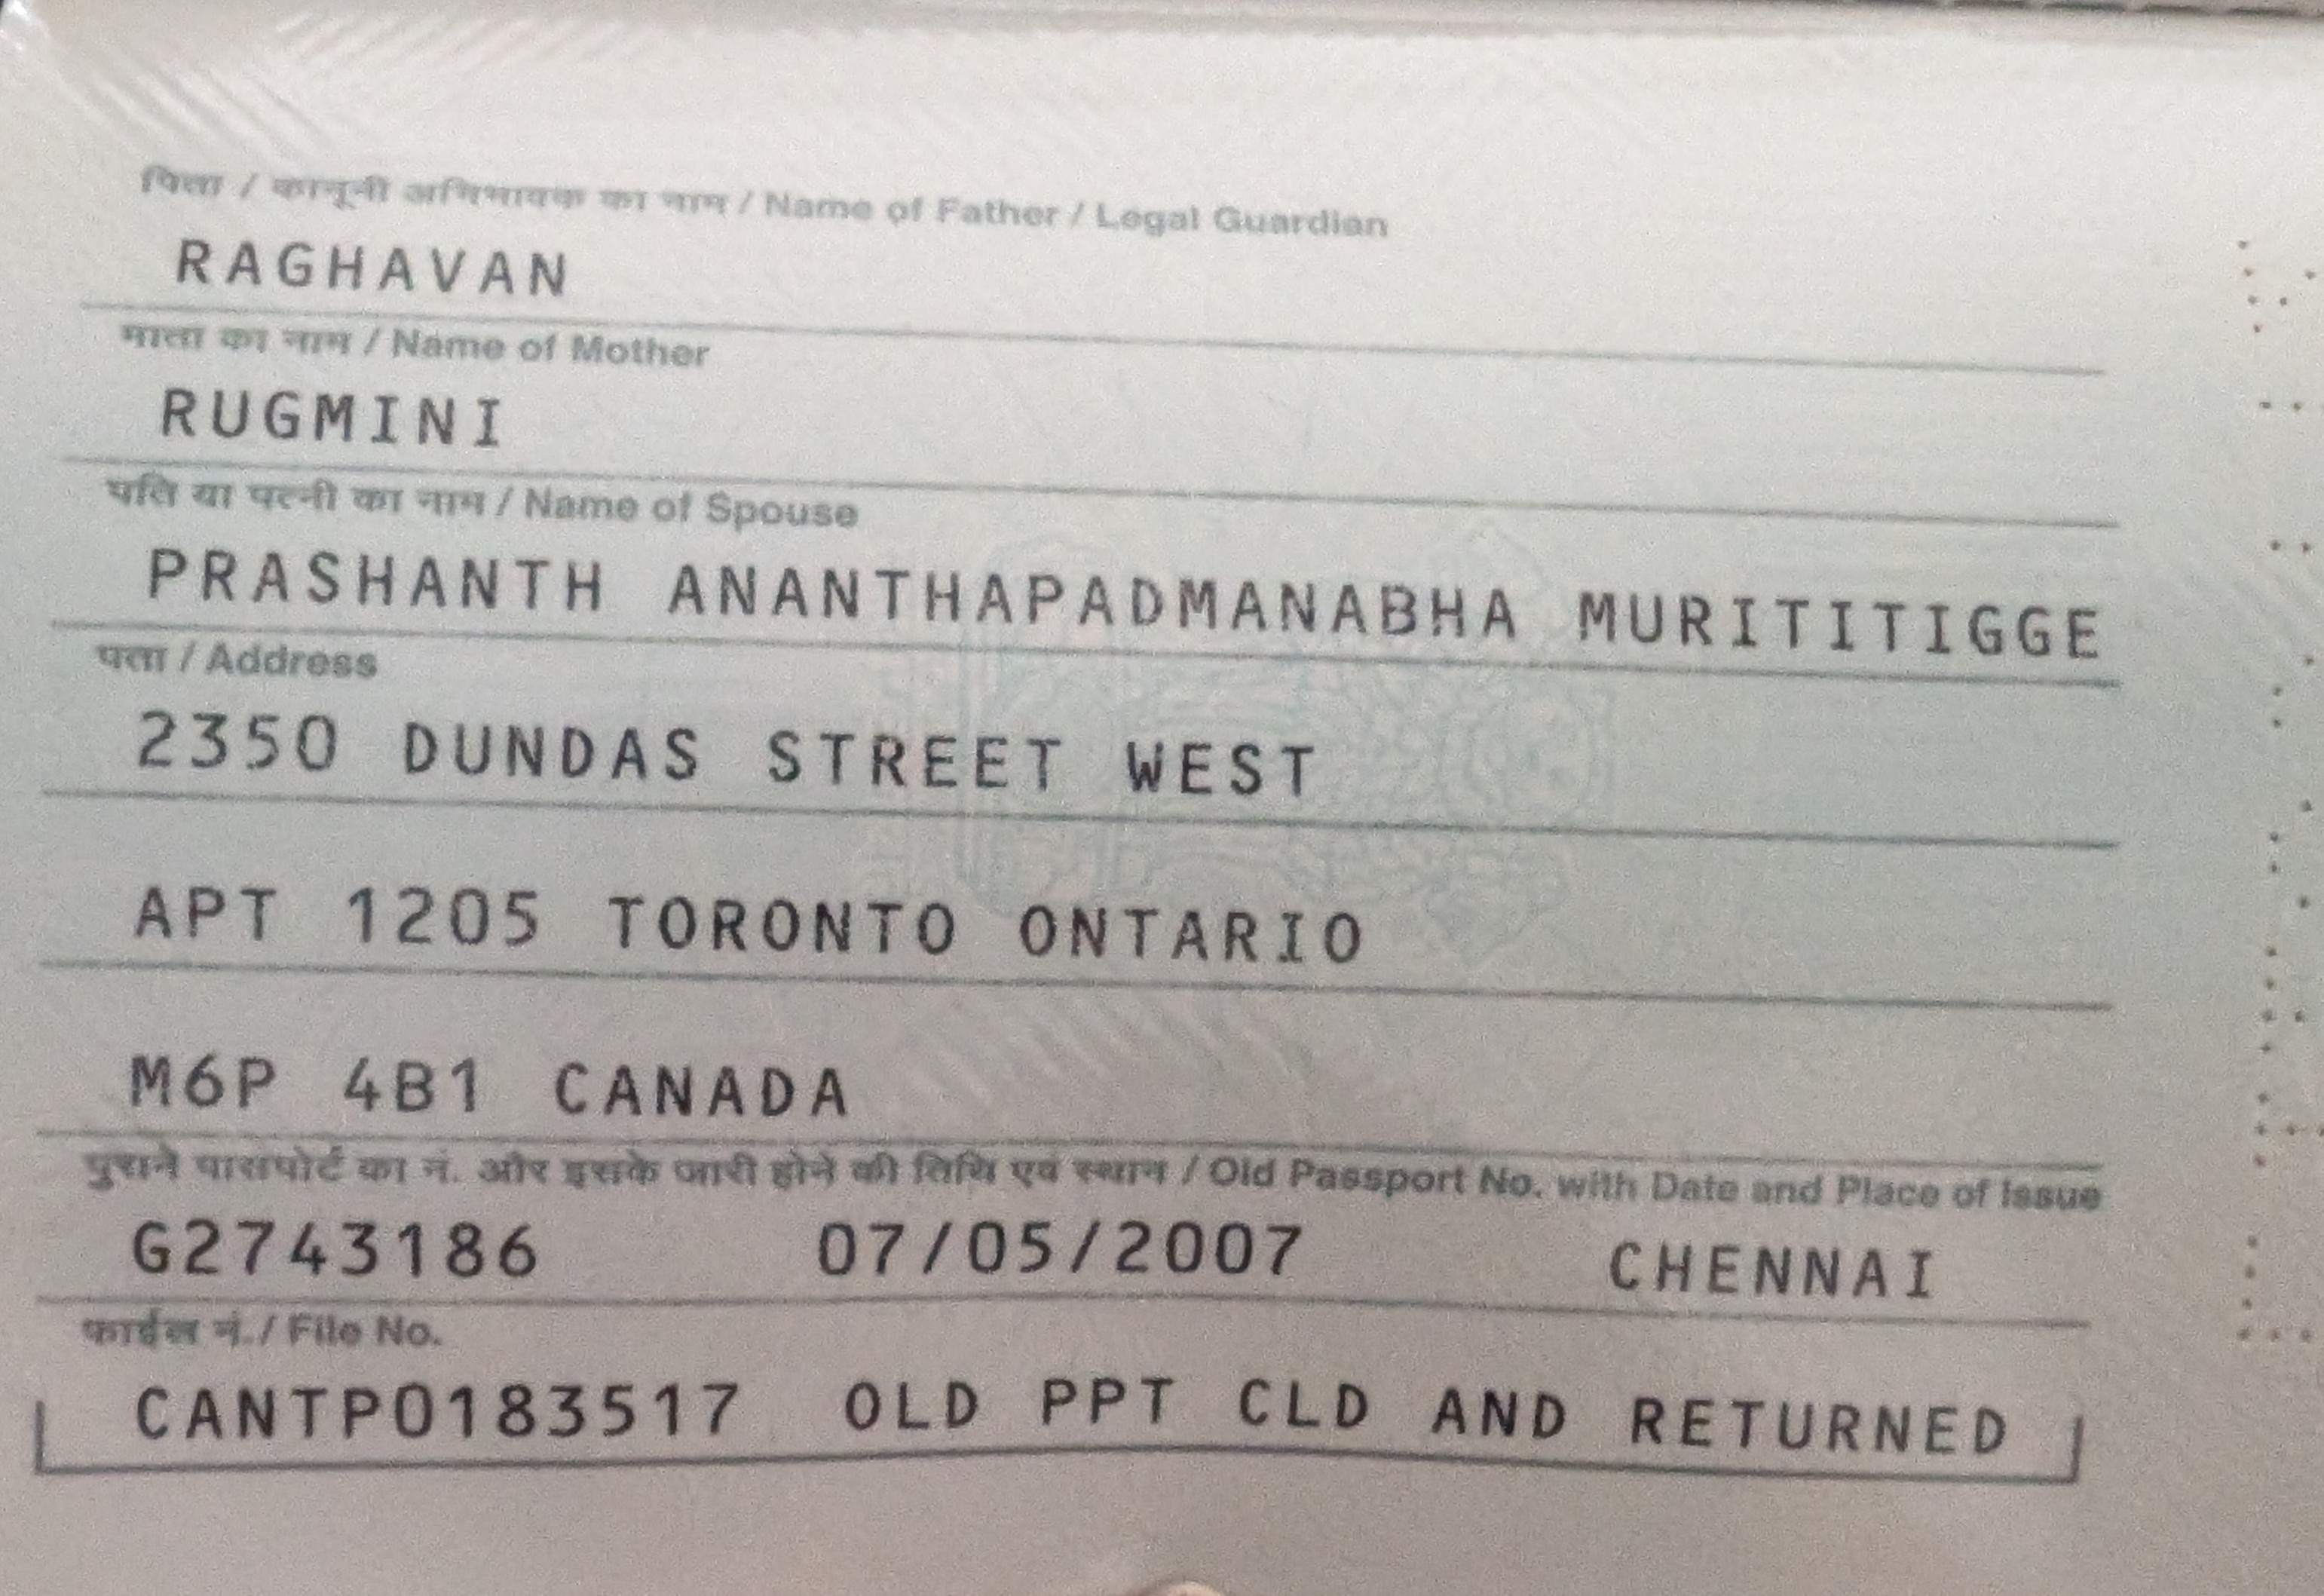 पिता / कानूनी अभिभावक का नाम / Name of Father / Legal Guardian
RAGHAVAN
माता का नाम / Name of Mother
RUGMINI
पति या पत्नी का नाम / Name of Spouse
PRASHANTH ANANTHAPADMANABHA MURITITIGGE
पता / Address
2350 DUNDAS STREET WEST
APT 1205 TORONTO ONTARIO
M6P 4B1 CANADA
पुराने पासपोर्ट का नं. और इसके जारी होने की तिथि एवं स्थान / Old Passport No. with Date and Place of Issue
G2743186 07/05/2007 CHENNAI
फाईल नं./ File No.
CANTP0183517 OLD PPT CLD AND RETURNED